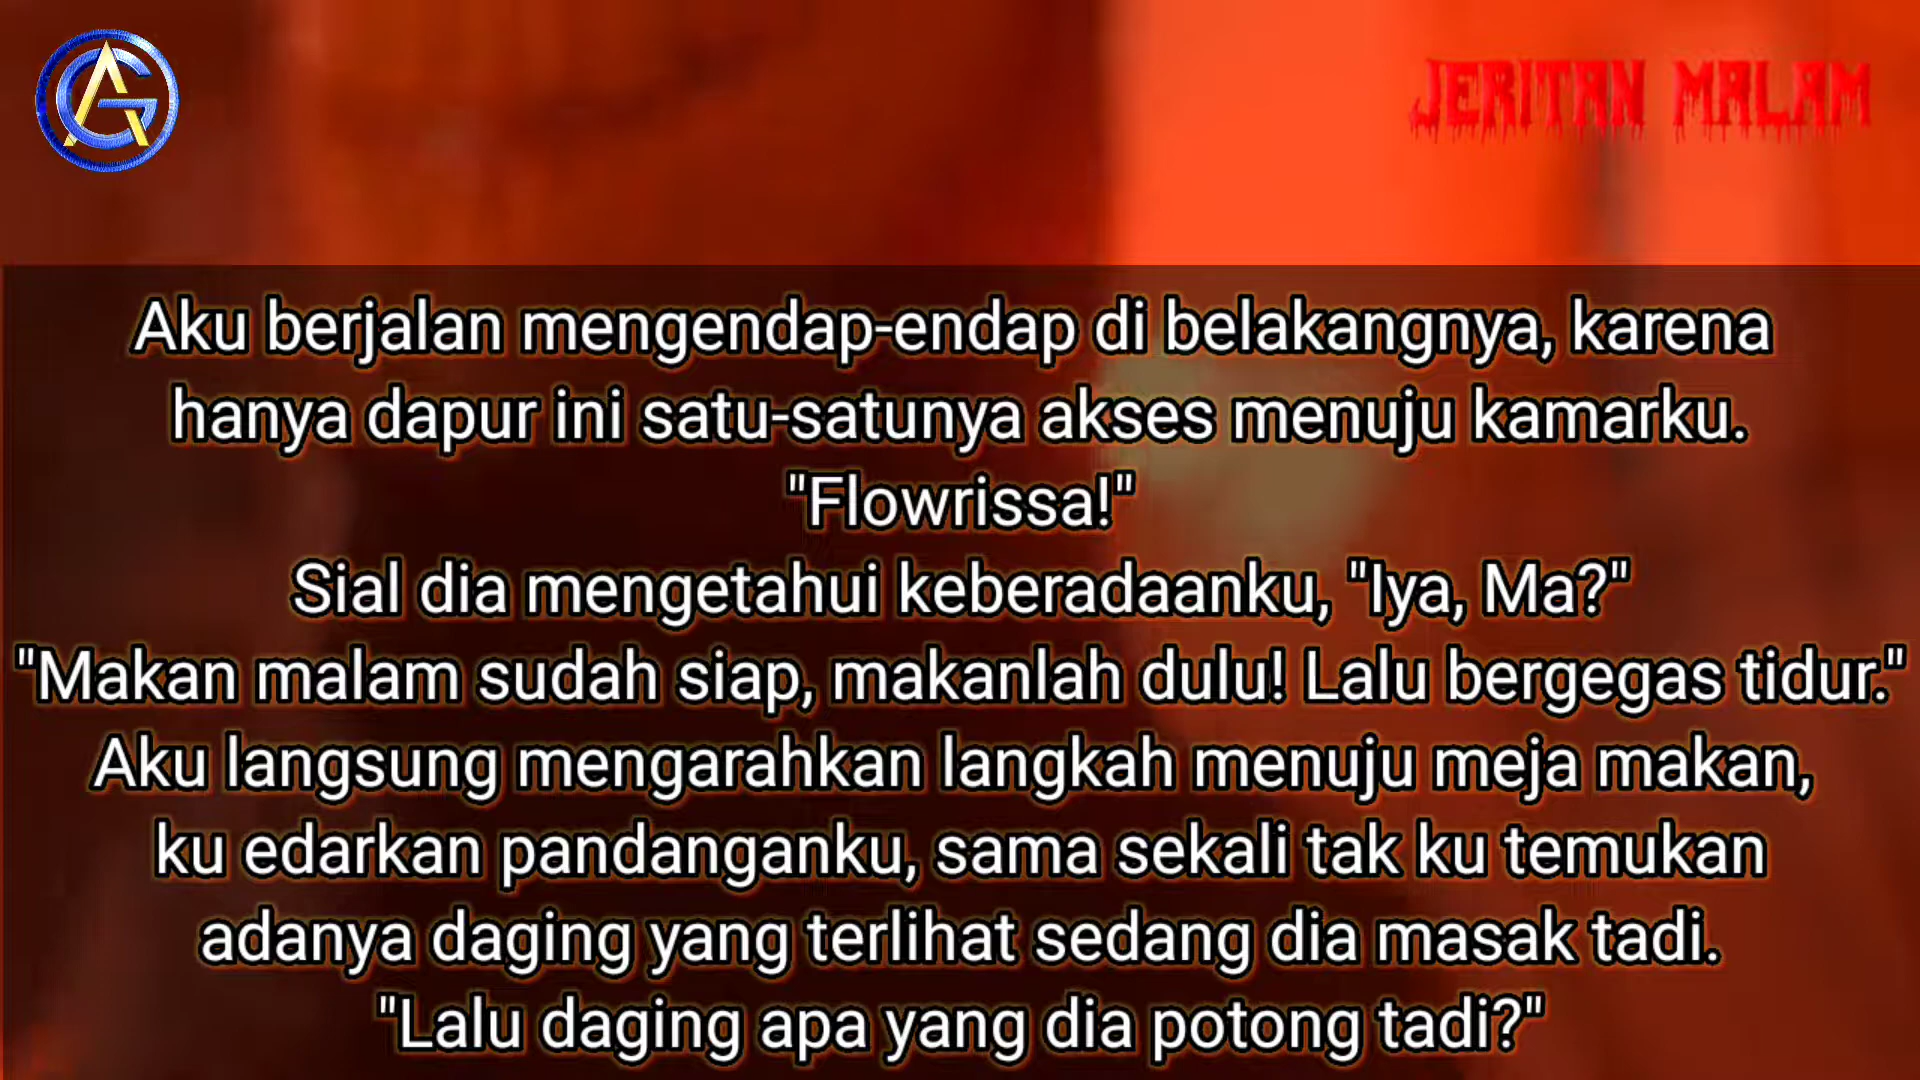 AG
JERITAN MALAM
Aku berjalan mengendap-endap di belakangnya, karena
hanya dapur ini satu-satunya akses menuju kamarku.
"Flowrissa!"
Sial dia mengetahui keberadaanku, "Iya, Ma?"
"Makan malam sudah siap, makanlah dulu! Lalu bergegas tidur."
Aku langsung mengarahkan langkah menuju meja makan,
ku edarkan pandanganku, sama sekali tak ku temukan
adanya daging yang terlihat sedang dia masak tadi.
"Lalu daging apa yang dia potong tadi?"